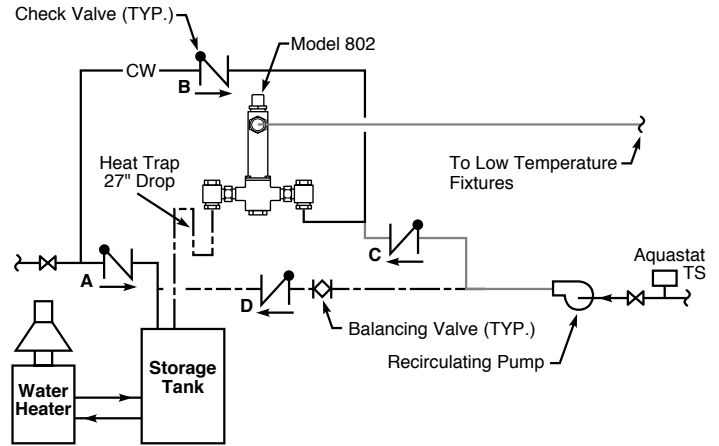 Check Valve (TYP.)
Model 802
CW
B
Heat Trap
27" Drop
To Low Temperature
Fixtures
C
Aquastat
TS
A
D
Balancing Valve (TYP.)
Recirculating Pump
Storage
Tank
Water
Heater